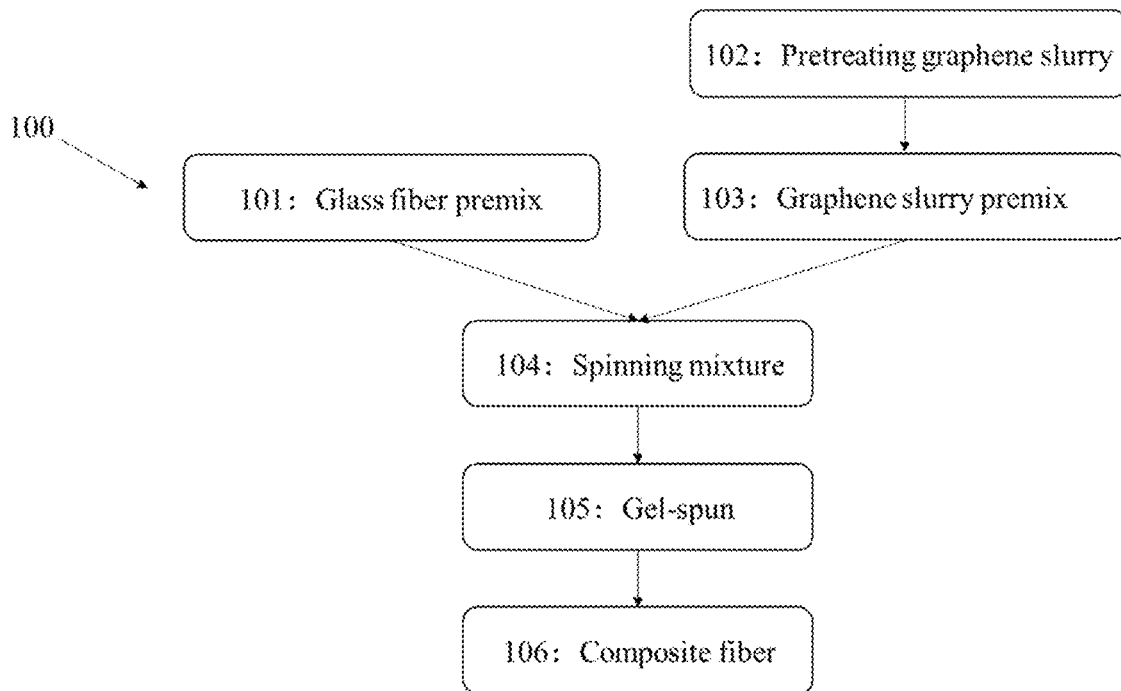 102: Pretreating graphene slurry
100
101: Glass fiber premix
103: Graphene slurry premix
104: Spinning mixture
105: Gel-spun
106: Composite fiber